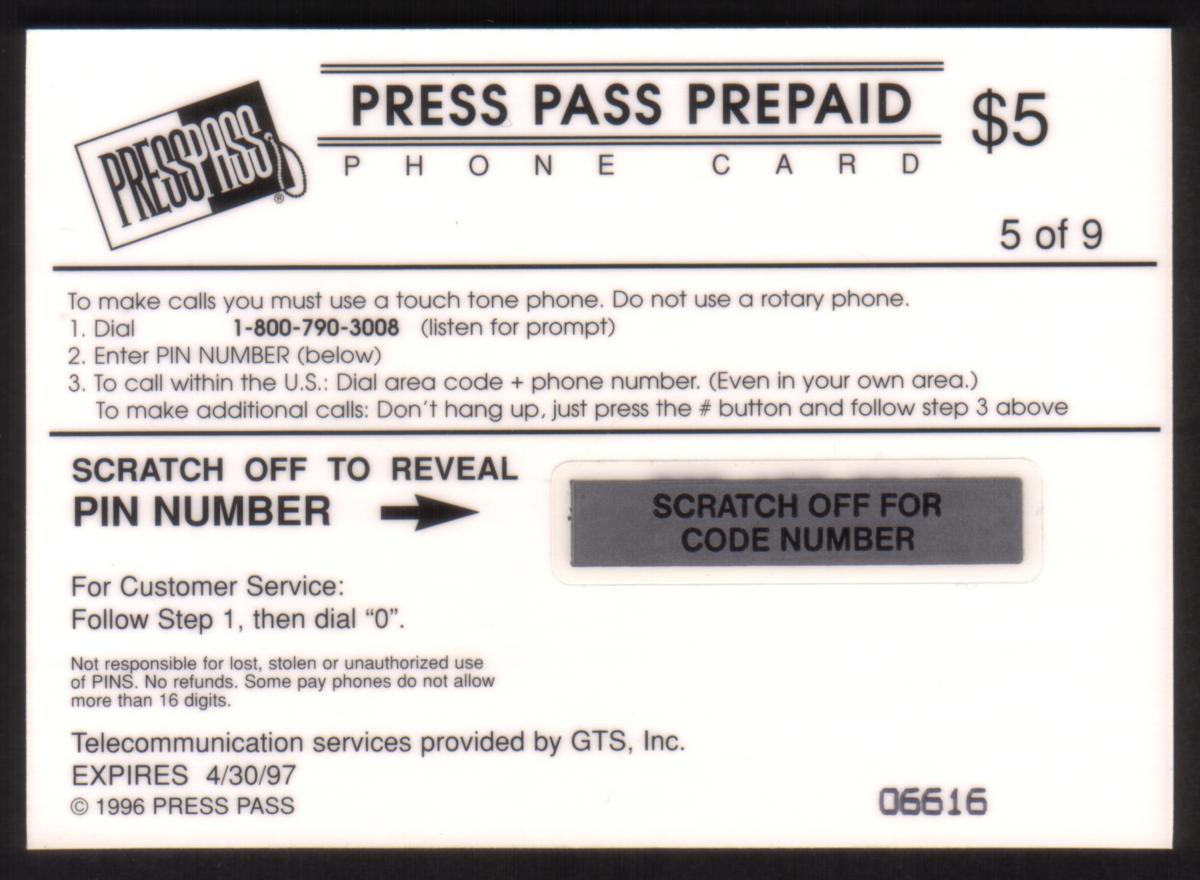 PRESS PASS PREPAID
$5
PRESSPASS
®
PHONE CARD
5 of 9
To make calls you must use a touch tone phone. Do not use a rotary phone.
1. Dial 1-800-790-3008 (listen for prompt)
2. Enter PIN NUMBER (below)
3. To call within the U.S.: Dial area code + phone number. (Even in your own area.)
To make additional calls: Don't hang up, just press the # button and follow step 3 above
SCRATCH OFF TO REVEAL
PIN NUMBER
SCRATCH OFF FOR
CODE NUMBER
For Customer Service:
Follow Step 1, then dial “0”.
Not responsible for lost, stolen or unauthorized use
of PINS. No refunds. Some pay phones do not allow
more than 16 digits.
Telecommunication services provided by GTS, Inc.
EXPIRES 4/30/97
© 1996 PRESS PASS
06616